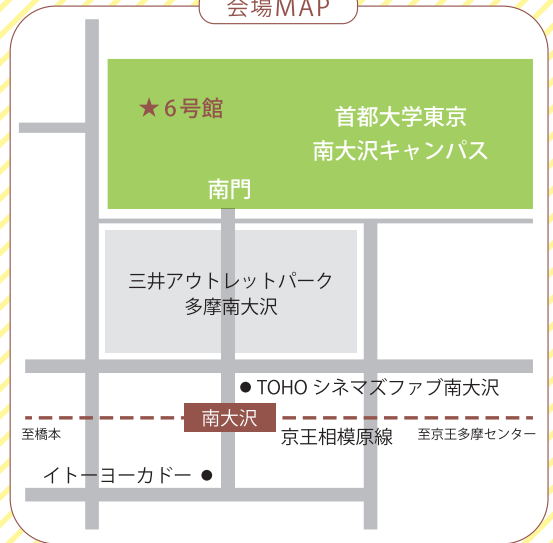 会場MAP
★6号館
首都大学東京
南大沢キャンパス
南門
三井アウトレットパーク
多摩南大沢
● TOHO シネマズファブ南大沢
南大沢
至橋本
京王相模原線
至京王多摩センター
イトーヨーカドー ●